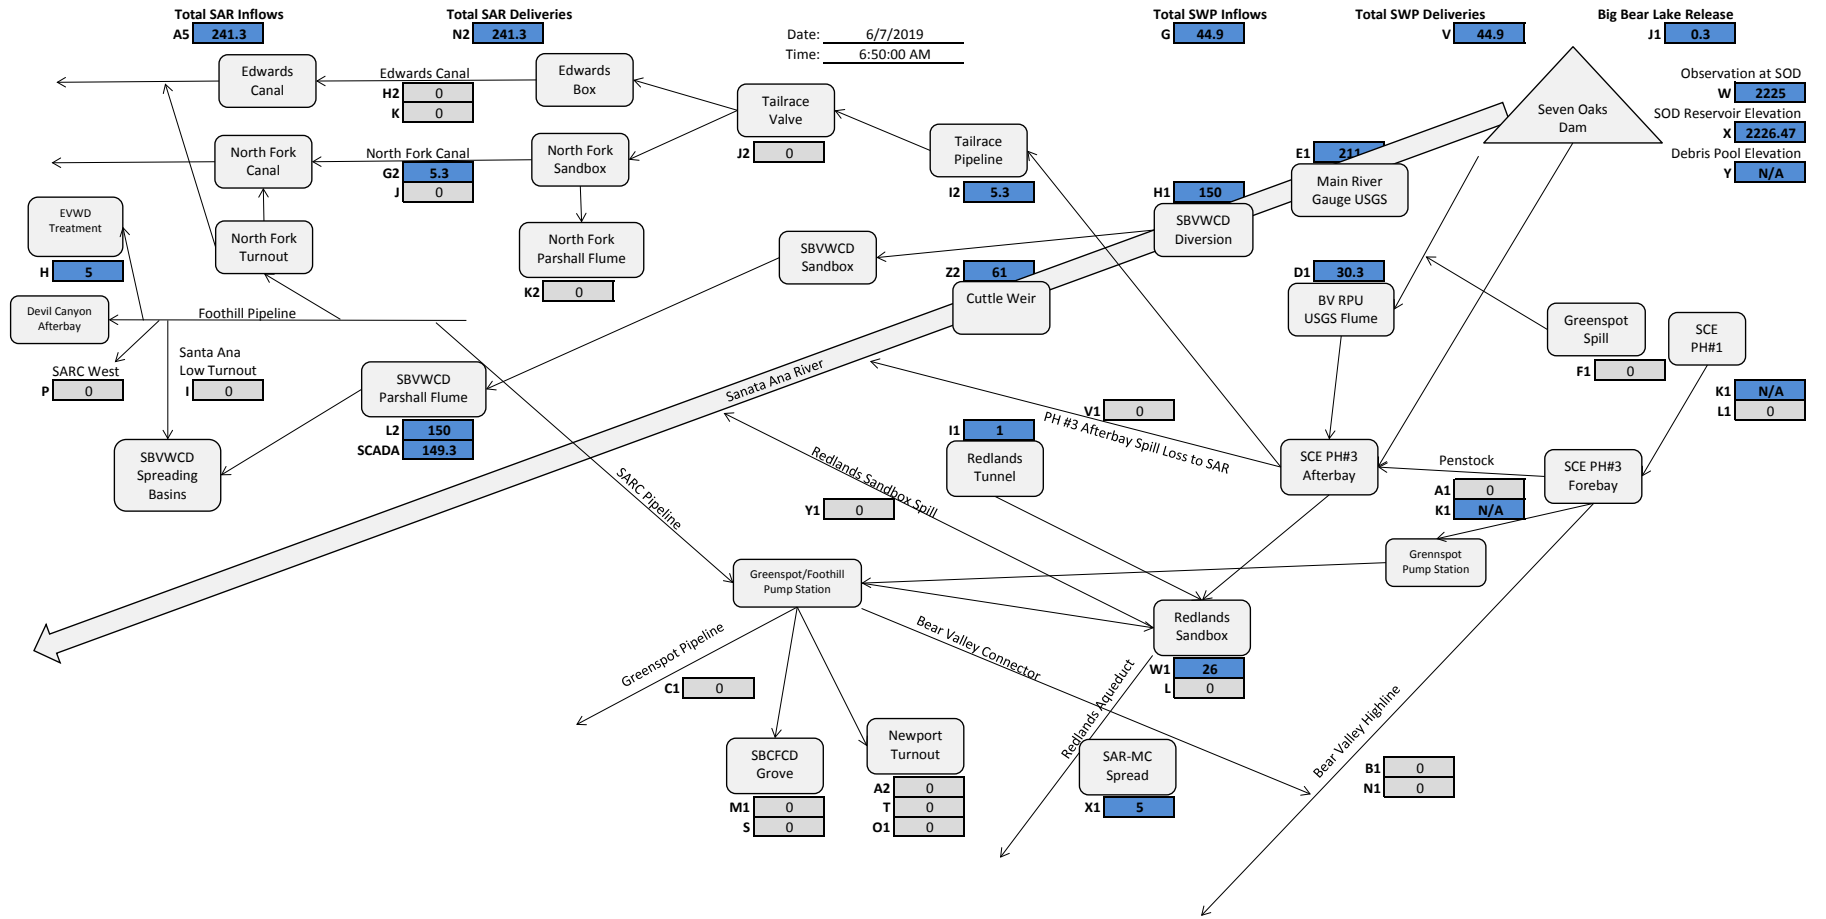 Total SAR Inflows
A5 241.3
Total SAR Deliveries
N2 241.3
Date: 6/7/2019
Time: 6:50:00 AM
Total SWP Inflows
G 44.9
Total SWP Deliveries
V 44.9
Big Bear Lake Release
J1 0.3
Observation at SOD
W 2225
SOD Reservoir Elevation
X 2226.47
Debris Pool Elevation
Y N/A
Edwards
Canal
Edwards Canal
H2 0
K 0
Edwards
Box
Tailrace
Valve
J2 0
Tailrace
Pipeline
I2 5.3
Seven Oaks
Dam
E1 211
Main River
Gauge USGS
H1 150
SBVWCD
Diversion
North Fork
Canal
North Fork Canal
G2 5.3
J 0
North Fork
Sandbox
North Fork
Parshall Flume
K2 0
EVWD
Treatment
H 5
North Fork
Turnout
SBVWCD
Sandbox
Z2 61
Cuttle Weir
D1 30.3
BV RPU
USGS Flume
Greenspot
Spill
F1 0
SCE
PH#1
K1 N/A
L1 0
Devil Canyon
Afterbay
Foothill Pipeline
SARC West
P 0
Santa Ana
Low Turnout
I 0
SBVWCD
Parshall Flume
L2 150
SCADA 149.3
SBVWCD
Spreading
Basins
Sanata Ana River
V1 0
PH #3 Afterbay Spill Loss to SAR
I1 1
Redlands
Tunnel
Redlands Sandbox Spill
Y1 0
SARC Pipeline
SCE PH#3
Afterbay
Penstock
A1 0
K1 N/A
SCE PH#3
Forebay
Grennspot
Pump Station
Greenspot/Foothill
Pump Station
Redlands
Sandbox
W1 26
L 0
Greenspot Pipeline
C1 0
Bear Valley Connector
Redlands Aqueduct
Bear Valley Highline
SBCFCD
Grove
M1 0
S 0
Newport
Turnout
A2 0
T 0
O1 0
SAR-MC
Spread
X1 5
B1 0
N1 0